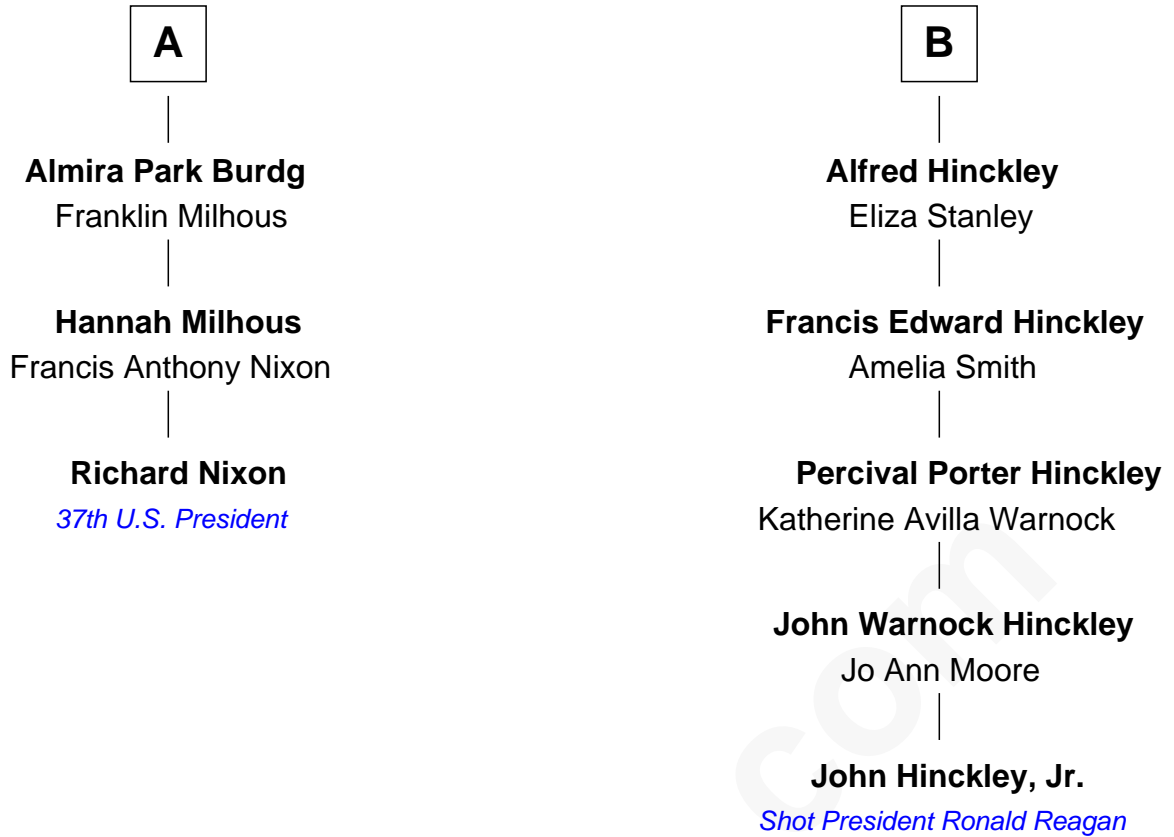 A
Almira Park Burdg
Franklin Milhous
Hannah Milhous
Francis Anthony Nixon
Richard Nixon
37th U.S. President
B
Alfred Hinckley
Eliza Stanley
Francis Edward Hinckley
Amelia Smith
Percival Porter Hinckley
Katherine Avilla Warnock
John Warnock Hinckley
Jo Ann Moore
John Hinckley, Jr.
Shot President Ronald Reagan
com